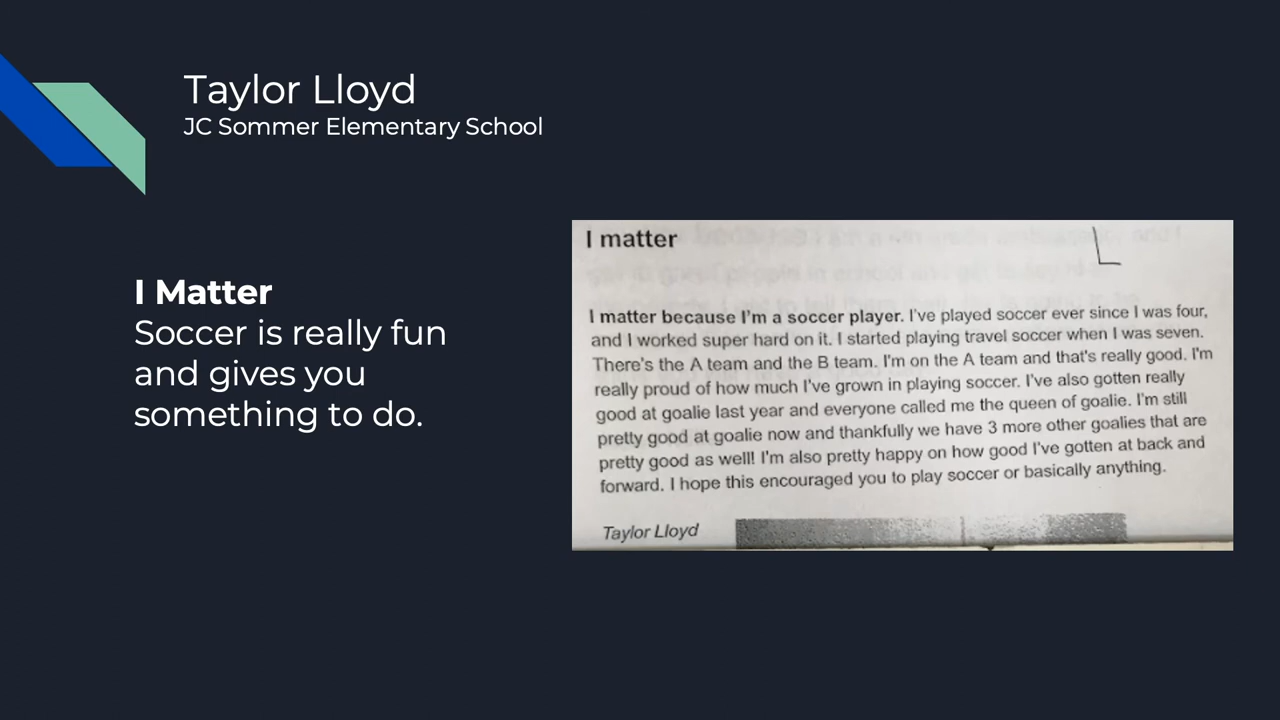 Taylor Lloyd
JC Sommer Elementary School
I Matter
Soccer is really fun
and gives you
something to do.
I matter
I matter because I'm a soccer player. I've played soccer ever since I was four,
and I worked super hard on it. I started playing travel soccer when I was seven.
There's the A team and the B team. I'm on the A team and that's really good. I'm
really proud of how much I've grown in playing soccer. I've also gotten really
good at goalie last year and everyone called me the queen of goalie. I'm still
pretty good at goalie now and thankfully we have 3 more other goalies that are
pretty good as well! I'm also pretty happy on how good I've gotten at back and
forward. I hope this encouraged you to play soccer or basically anything.
Taylor Lloyd